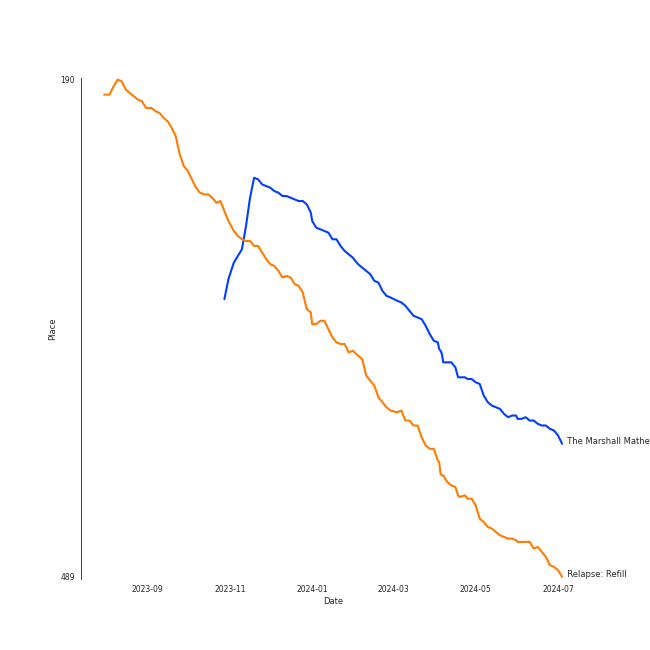 190
Place
489
The Marshall Mathe
Relapse: Refill
2023-09
2023-11
2024-01
2024-03
2024-05
2024-07
Date